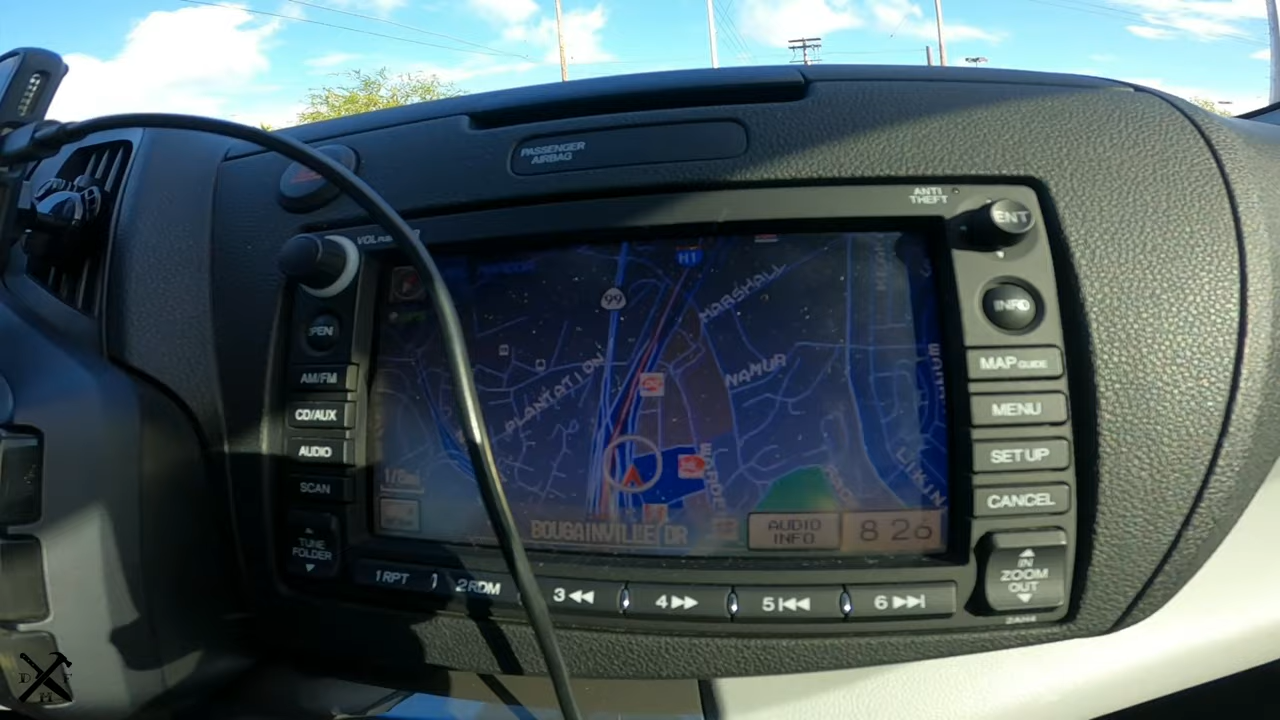 PASSENGER
AIRBAG
ANTI
THEFT
ENT
VOL
H1
99
MARSHALL
INFO
OPEN
AM/FM
CD/AUX
AUDIO
SCAN
TUNE
FOLDER
PLANTATION
NAMUR
MAP GUIDE
MENU
SET UP
CANCEL
IN
ZOOM
OUT
2AH4
BOUGAINVILLE DR
AUDIO
INFO
8 26
1 RPT
2 RDM
3
4
5
6
D F
M